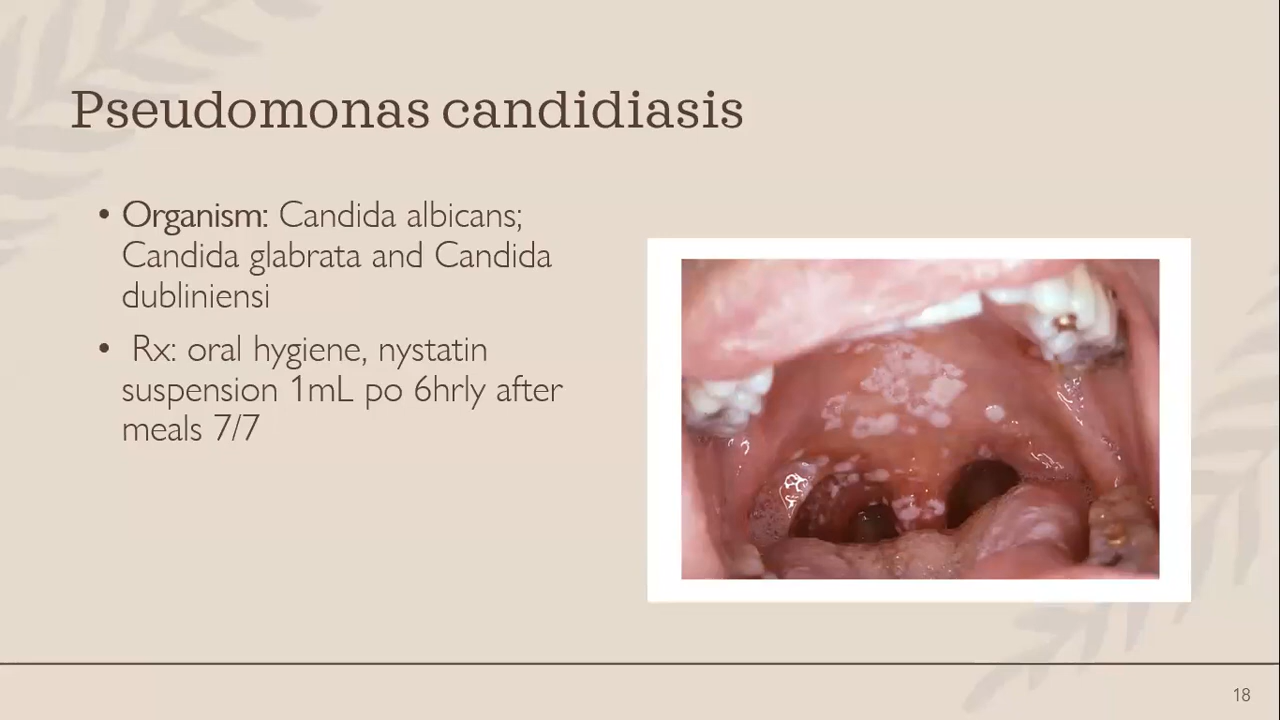 Pseudomonas candidiasis
• Organism: Candida albicans;
Candida glabrata and Candida
dubliniensi
• Rx: oral hygiene, nystatin
suspension 1mL po 6hrly after
meals 7/7
18